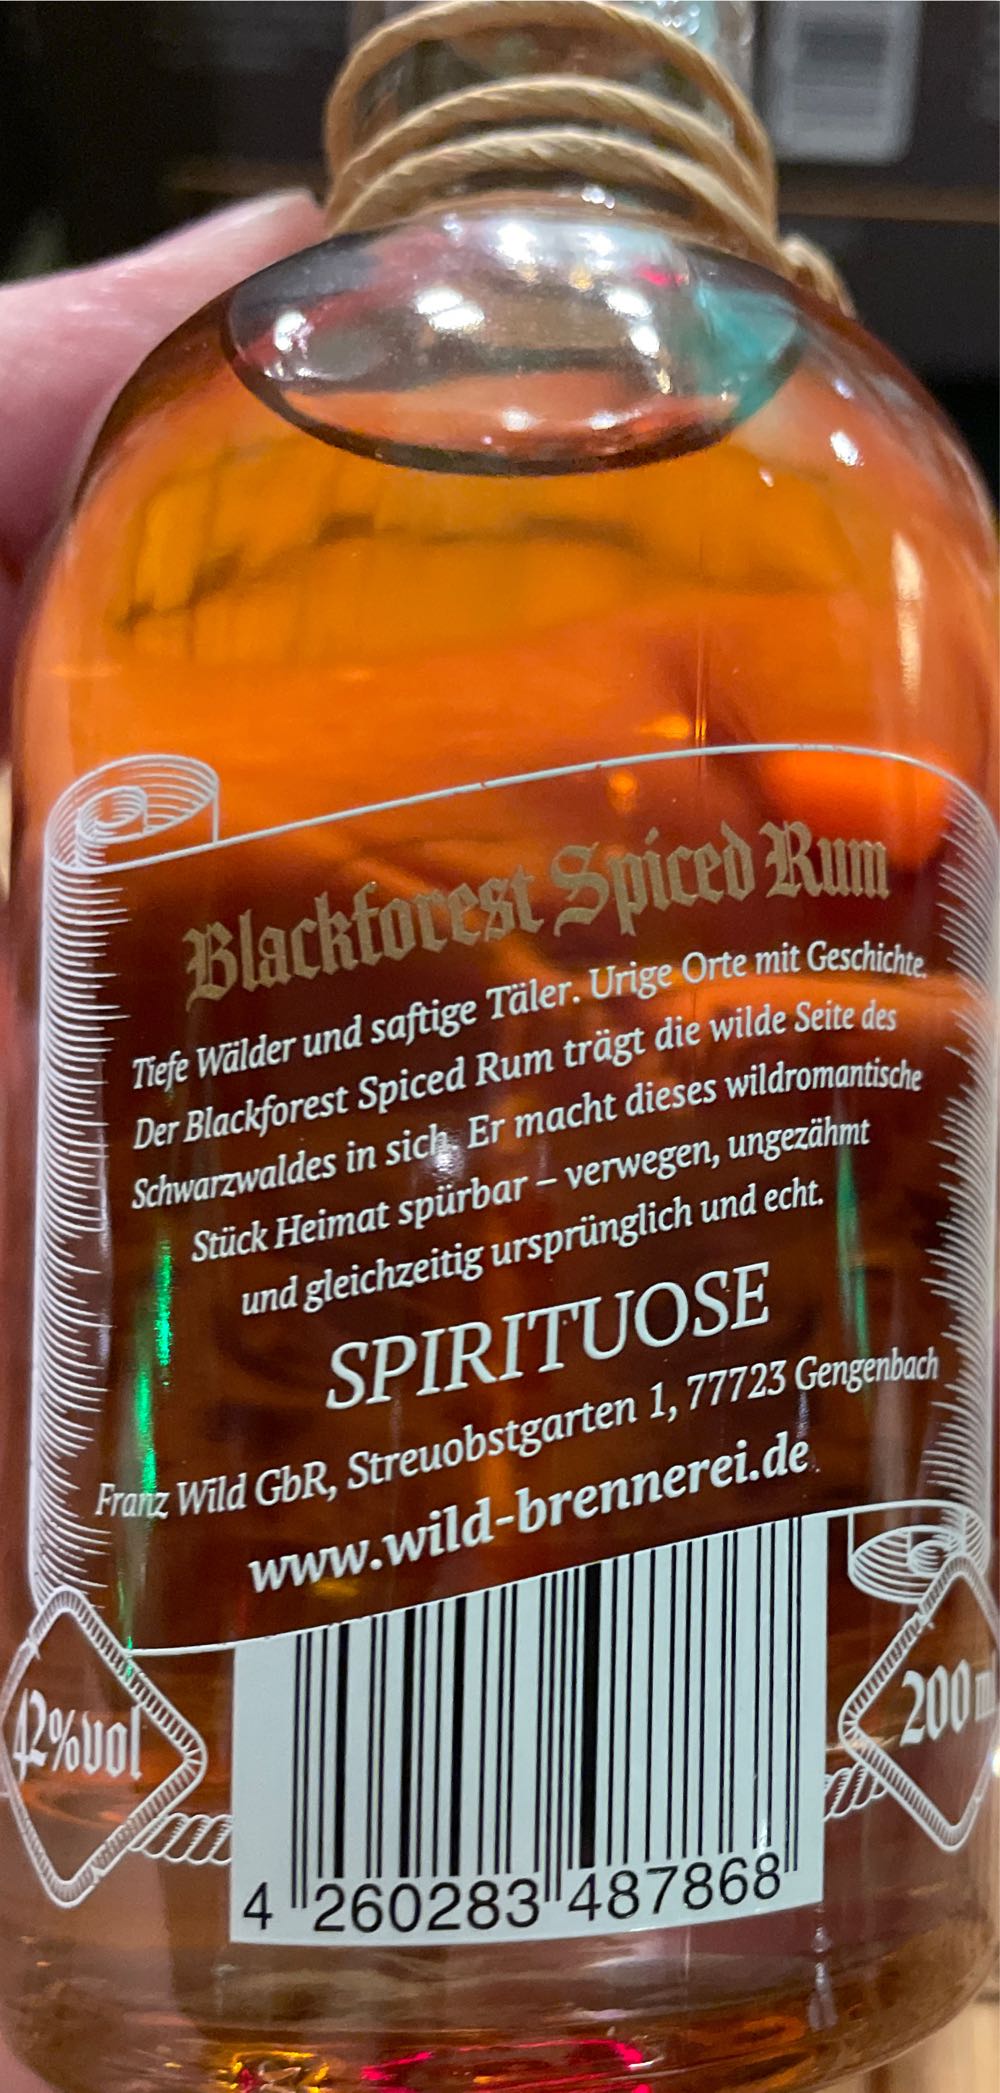 Blackforest Spiced Rum
Tiefe Wälder und saftige Täler. Urige Orte mit Geschichte.
Der Blackforest Spiced Rum trägt die wilde Seite des
Schwarzwaldes in sich. Er macht dieses wildromantische
Stück Heimat spürbar – verwegen, ungezähmt
und gleichzeitig ursprünglich und echt.
SPIRITUOSE
Franz Wild GbR, Streuobstgarten 1, 77723 Gengenbach
www.wild-brennerei.de
42%vol
200 m
4 260283 487868